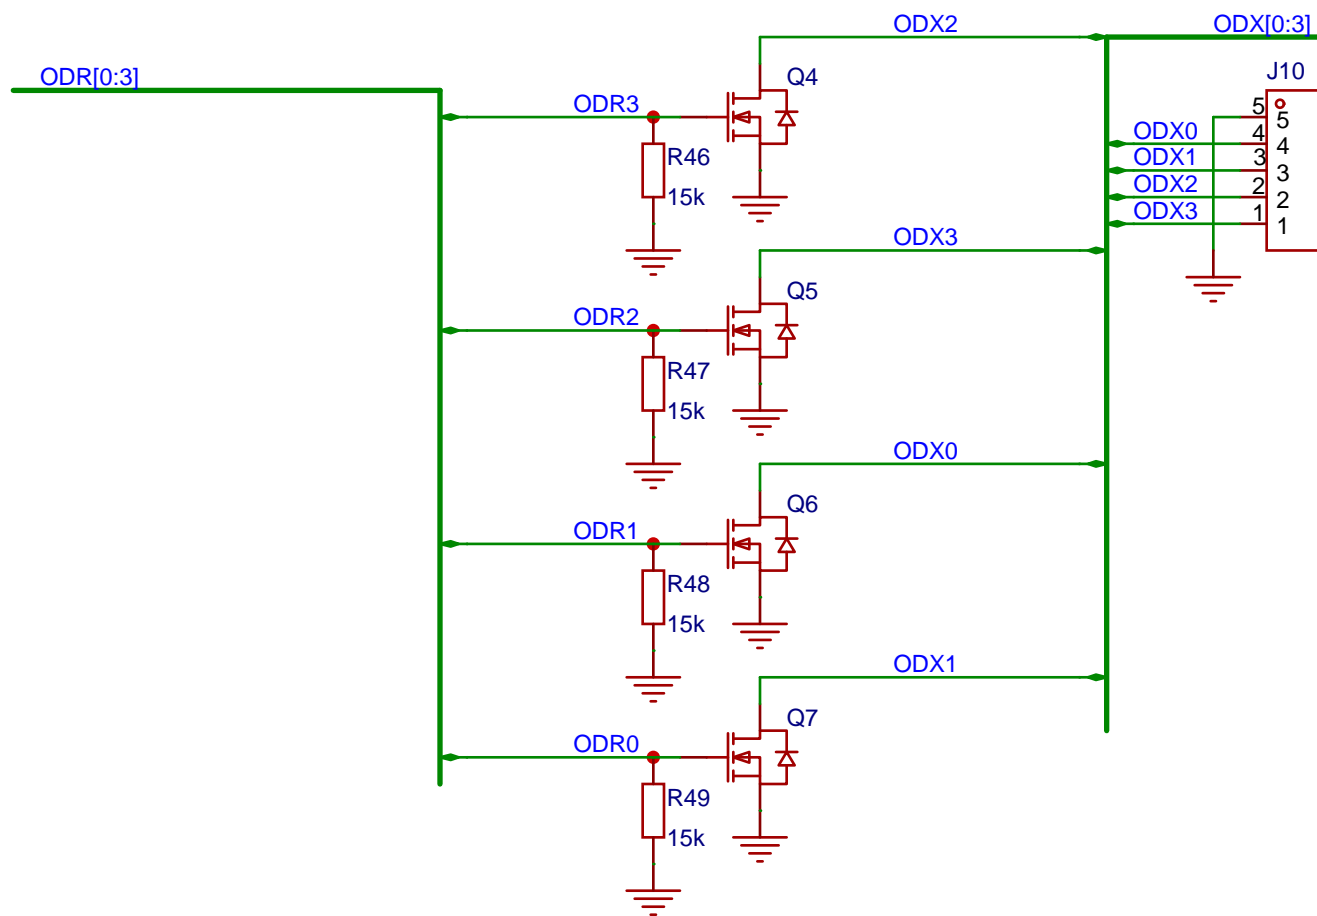 ODX2
ODX[0:3]
ODR[0:3]
Q4
J10
ODR3
5
5
ODX0
4
4
R46
ODX1
3
3
15k
ODX2
2
2
ODX3
1
1
ODX3
Q5
ODR2
R47
15k
ODX0
Q6
ODR1
R48
15k
ODX1
Q7
ODR0
R49
15k